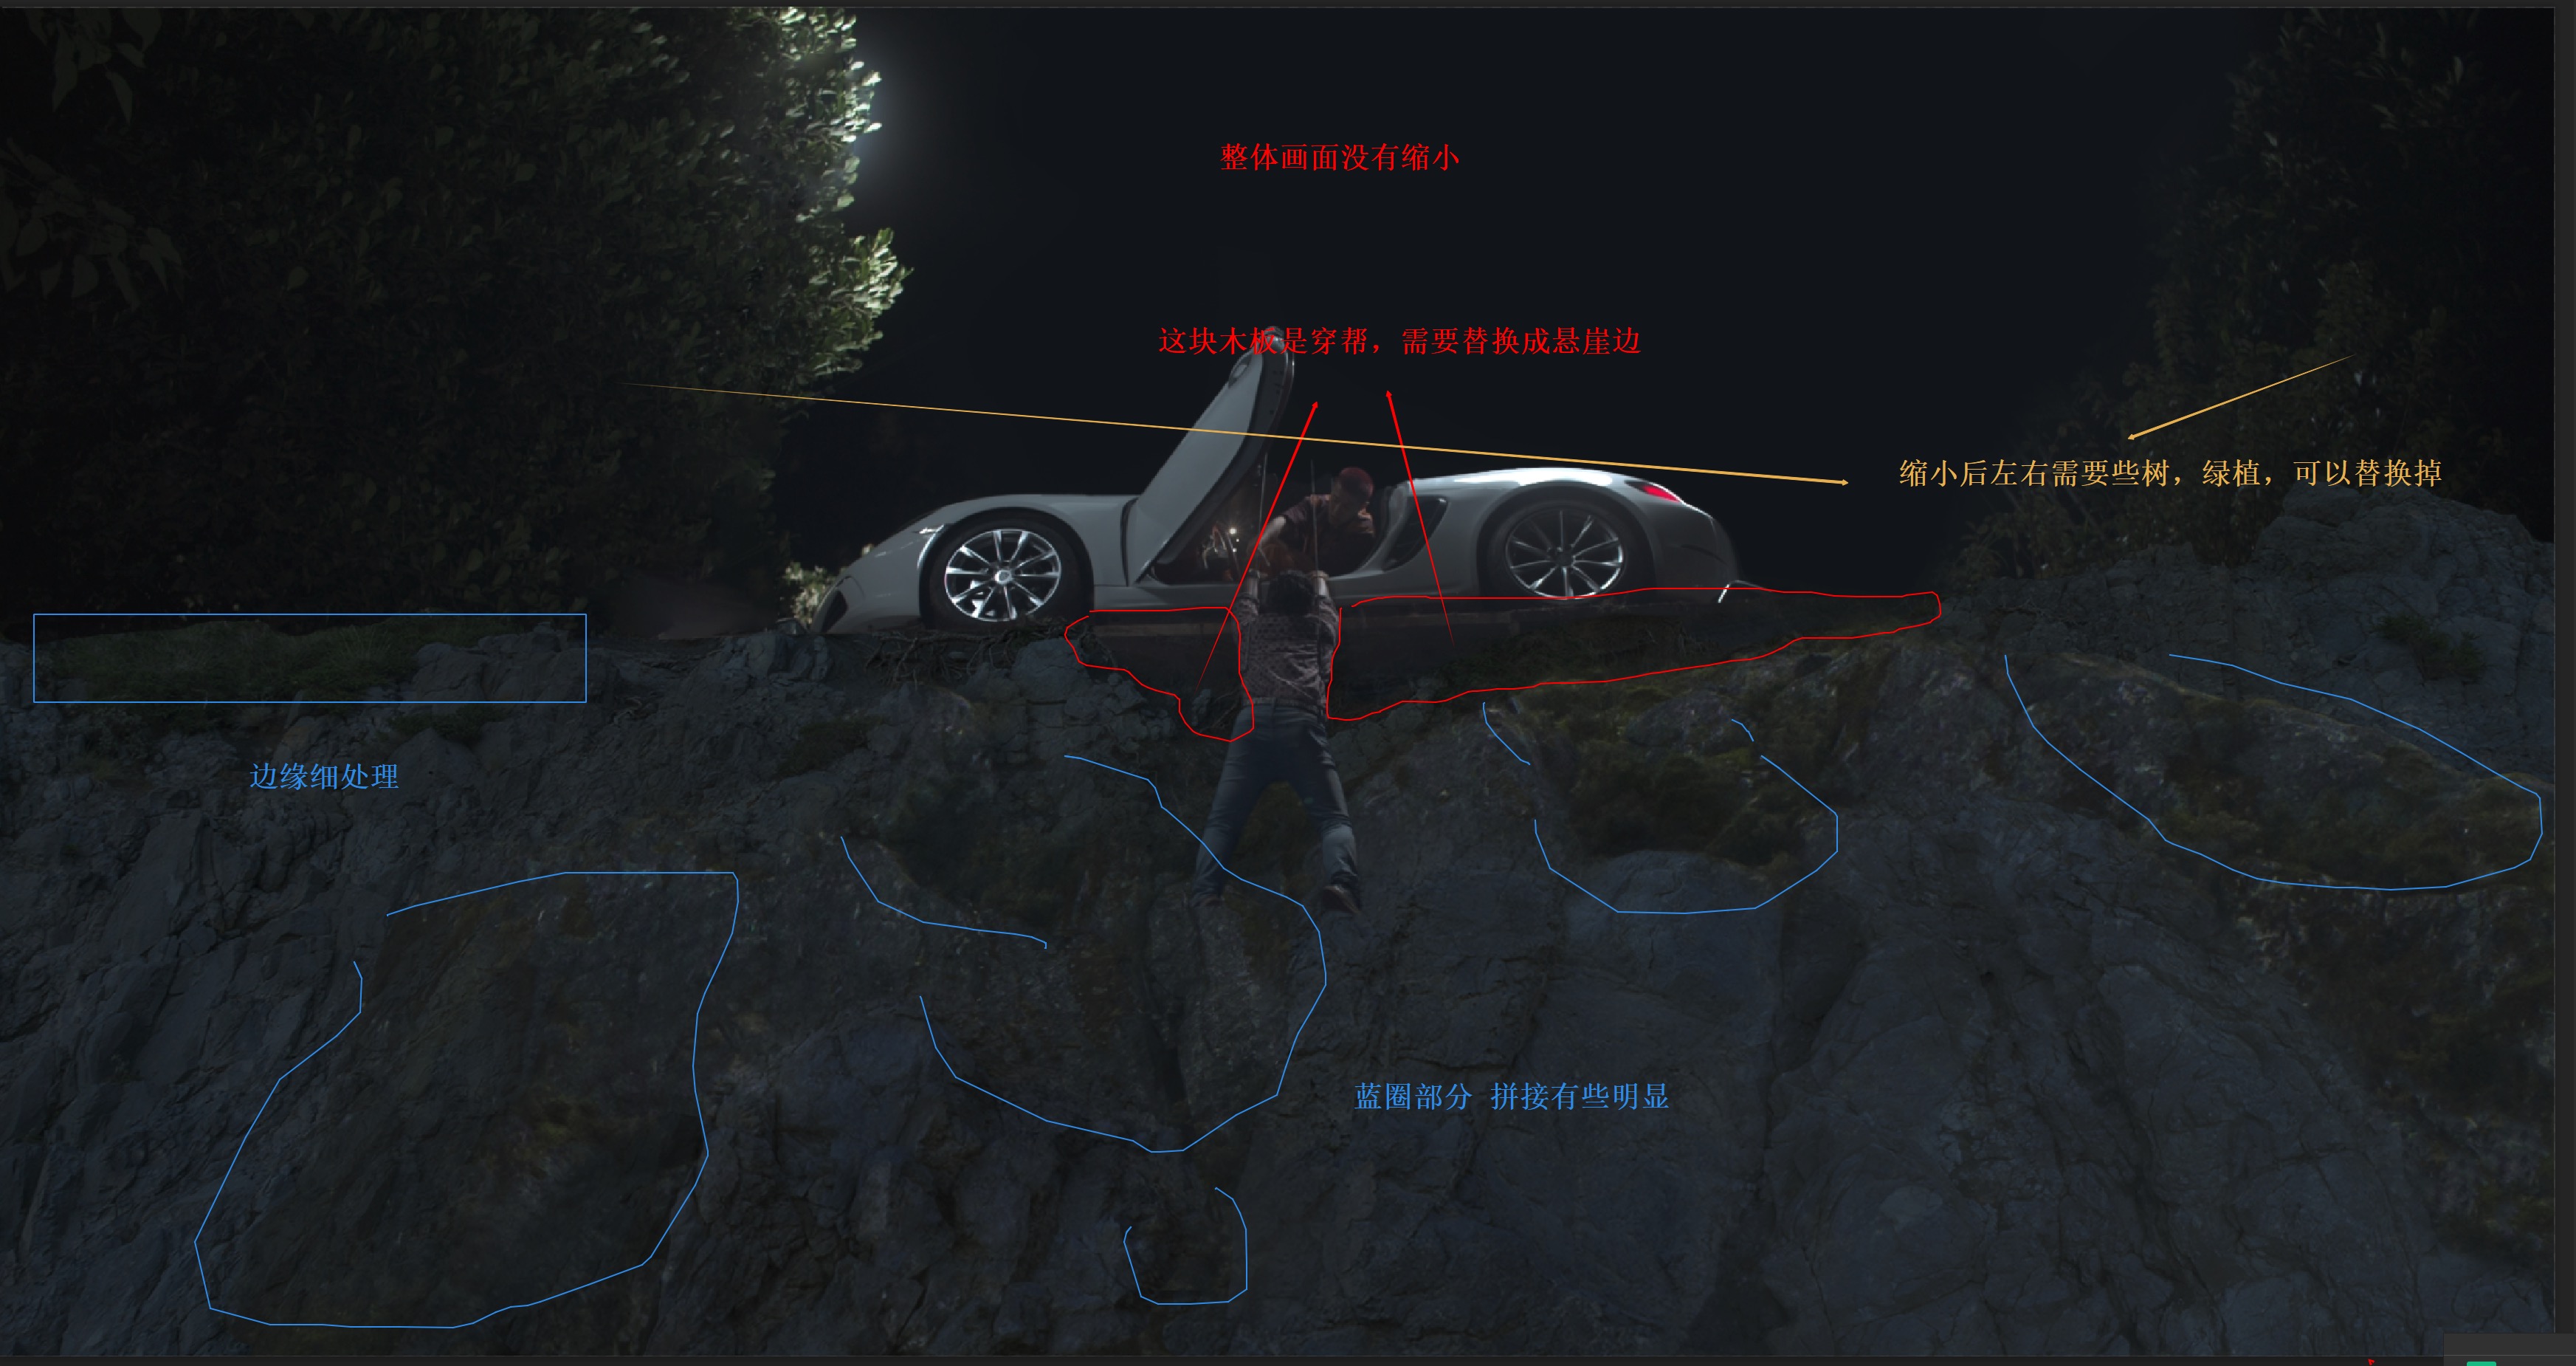 整体画面没有缩小
这块木板是穿帮，需要替换成悬崖边
缩小后左右需要些树，绿植，可以替换掉
边缘细处理
蓝圈部分 拼接有些明显